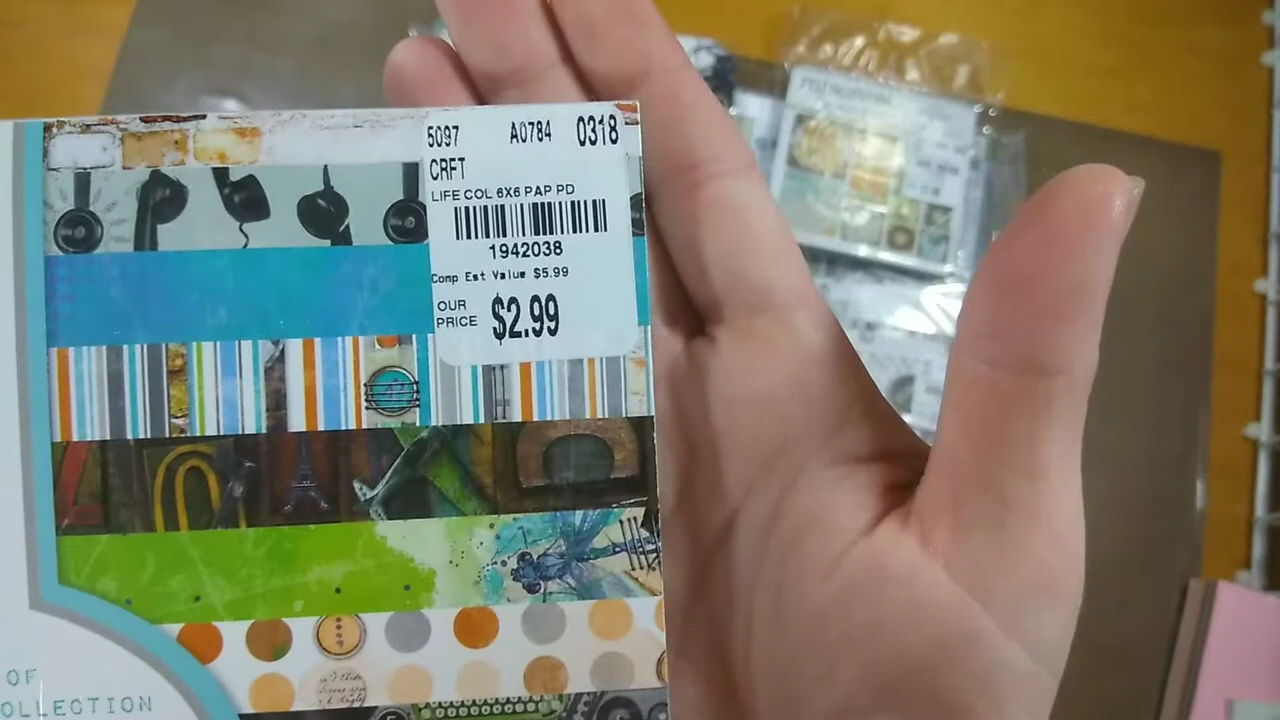 5097 A0784 0318
CRFT
LIFE COL 6X6 PAP PD
1942038
Comp Est Value $5.99
OUR
PRICE $2.99
OF
OLLECTION